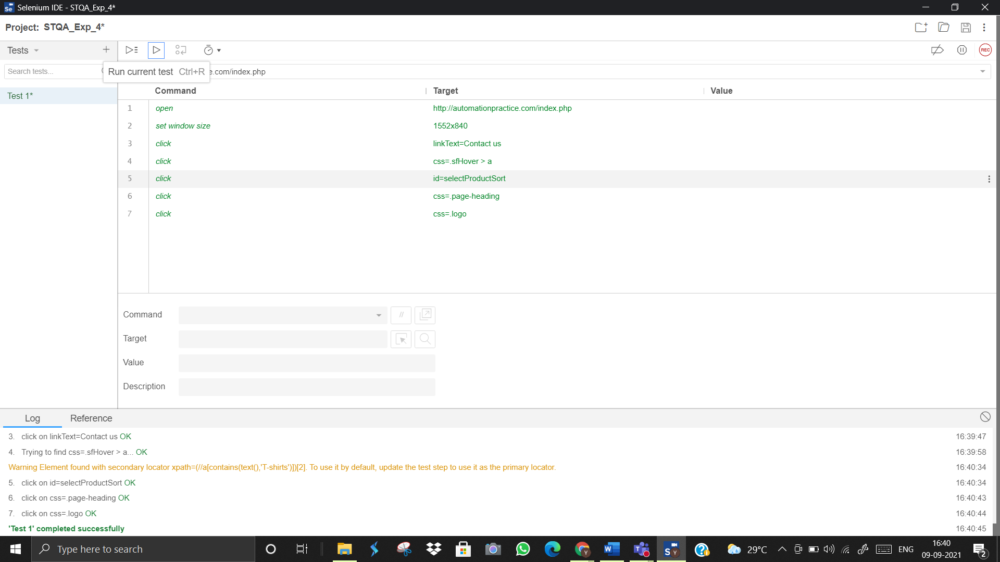 Selenium IDE - STQA_Exp_4*
Project: STQA_Exp_4*
Tests
Search tests...
Run current test Ctrl+R
e.com/index.php
Test 1*
Command Target Value
1 open http://automationpractice.com/index.php
2 set window size 1552x840
3 click linkText=Contact us
4 click css=.sfHover > a
5 click id=selectProductSort
6 click css=.page-heading
7 click css=.logo
Command //
Target
Value
Description
Log Reference
3. click on linkText=Contact us OK 16:39:47
4. Trying to find css=.sfHover > a... OK 16:39:58
Warning Element found with secondary locator xpath=(//a[contains(text(),'T-shirts')])[2]. To use it by default, update the test step to use it as the primary locator. 16:40:34
5. click on id=selectProductSort OK 16:40:34
6. click on css=.page-heading OK 16:40:43
7. click on css=.logo OK 16:40:44
'Test 1' completed successfully 16:40:45
Type here to search
29°C
ENG
16:40
09-09-2021
2
REC